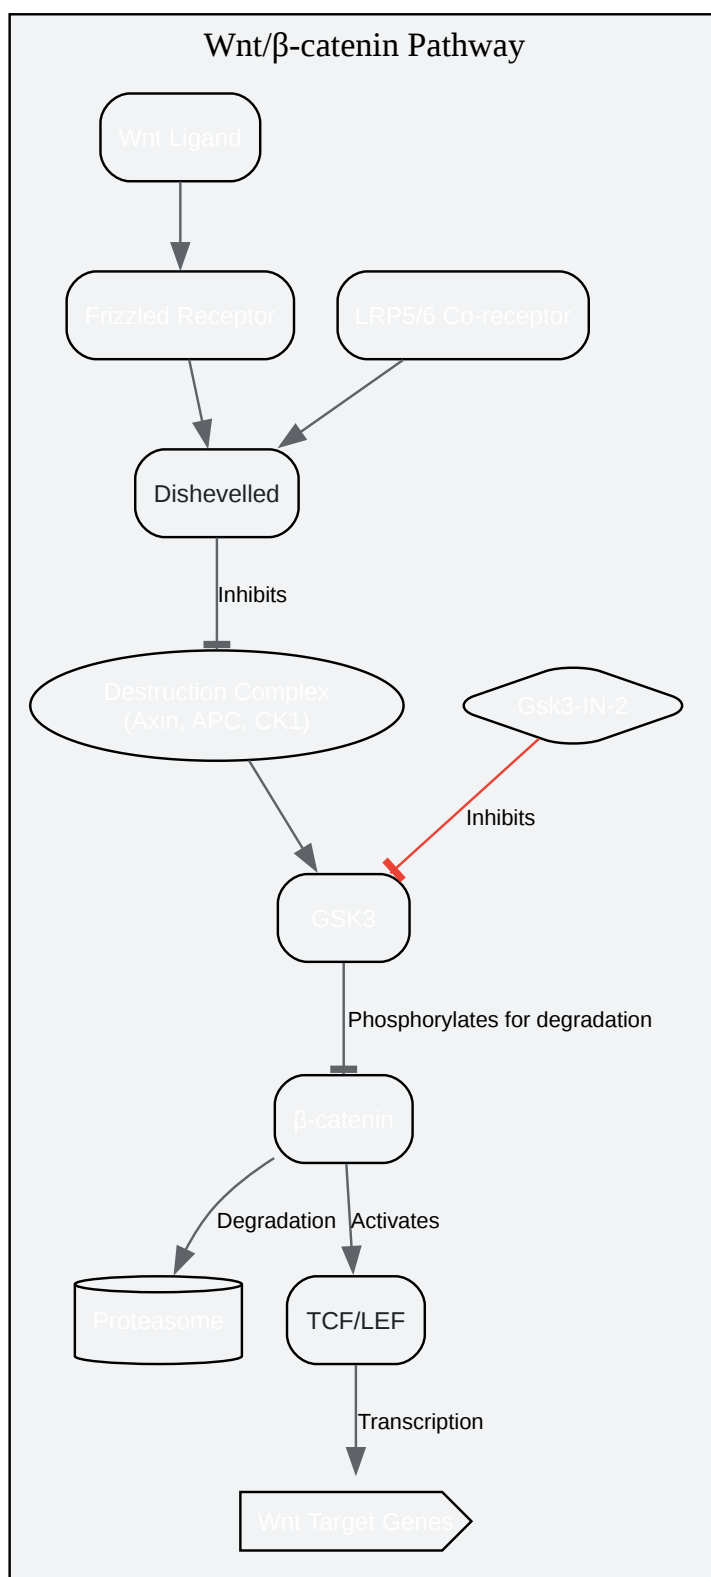 Wnt/β-catenin Pathway
Wnt Ligand
Frizzled Receptor
LRP5/6 Co-receptor
Dishevelled
Inhibits
Destruction Complex
(Axin, APC, CK1)
Gsk3-IN-2
Inhibits
GSK3
Phosphorylates for degradation
β-catenin
Degradation
Activates
Proteasome
TCF/LEF
Transcription
Wnt Target Genes